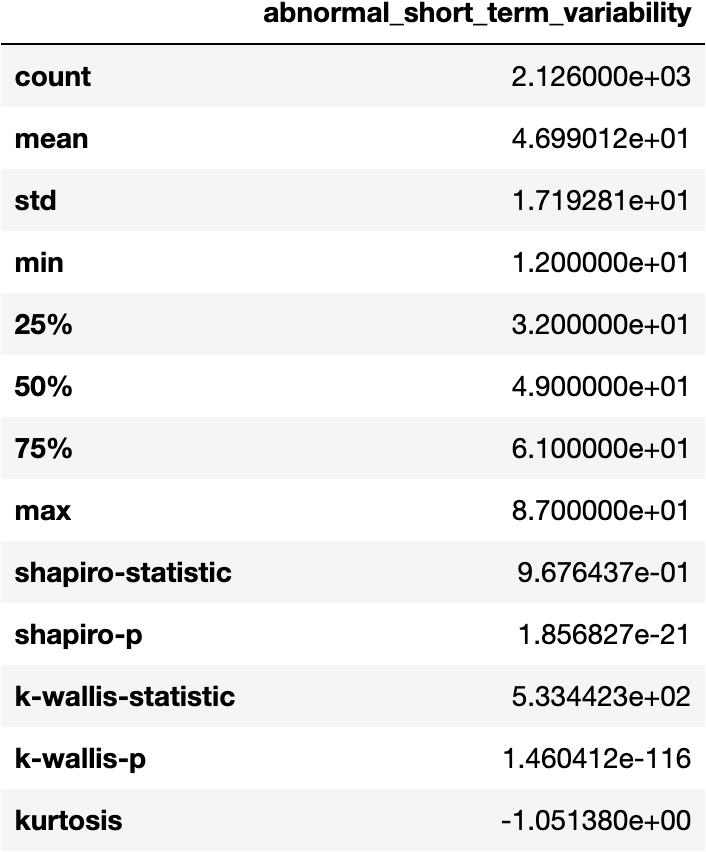 abnormal_short_term_variability
count 2.126000e+03
mean 4.699012e+01
std 1.719281e+01
min 1.200000e+01
25% 3.200000e+01
50% 4.900000e+01
75% 6.100000e+01
max 8.700000e+01
shapiro-statistic 9.676437e-01
shapiro-p 1.856827e-21
k-wallis-statistic 5.334423e+02
k-wallis-p 1.460412e-116
kurtosis -1.051380e+00